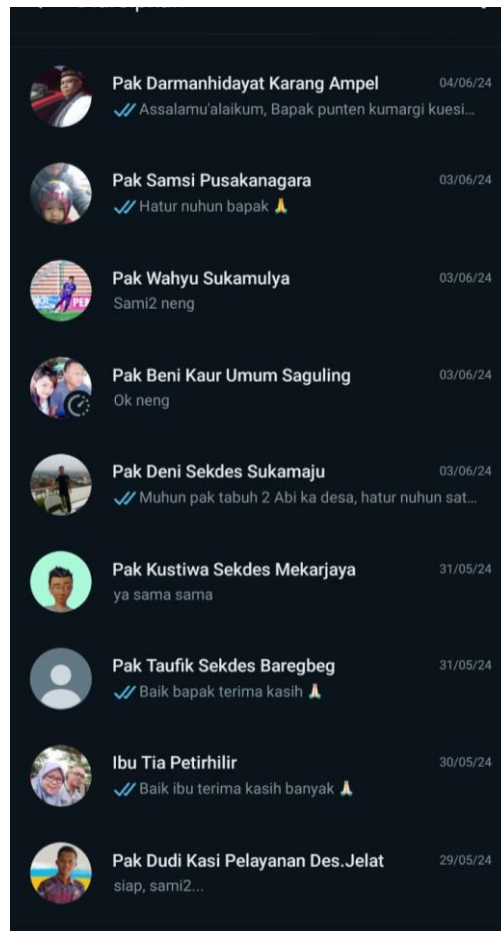 Pak Darmanhidayat Karang Ampel 04/06/24
Assalamu'alaikum, Bapak punten kumargi kuesi...
Pak Samsi Pusakanagara 03/06/24
Hatur nuhun bapak 🙏
Pak Wahyu Sukamulya 03/06/24
Sami2 neng
Pak Beni Kaur Umum Saguling 03/06/24
Ok neng
Pak Deni Sekdes Sukamaju 03/06/24
Muhun pak tabuh 2 Abi ka desa, hatur nuhun sat...
Pak Kustiwa Sekdes Mekarjaya 31/05/24
ya sama sama
Pak Taufik Sekdes Baregbeg 31/05/24
Baik bapak terima kasih 🙏🏻
Ibu Tia Petirhilir 30/05/24
Baik ibu terima kasih banyak 🙏🏻
Pak Dudi Kasi Pelayanan Des.Jelat 29/05/24
siap, sami2...